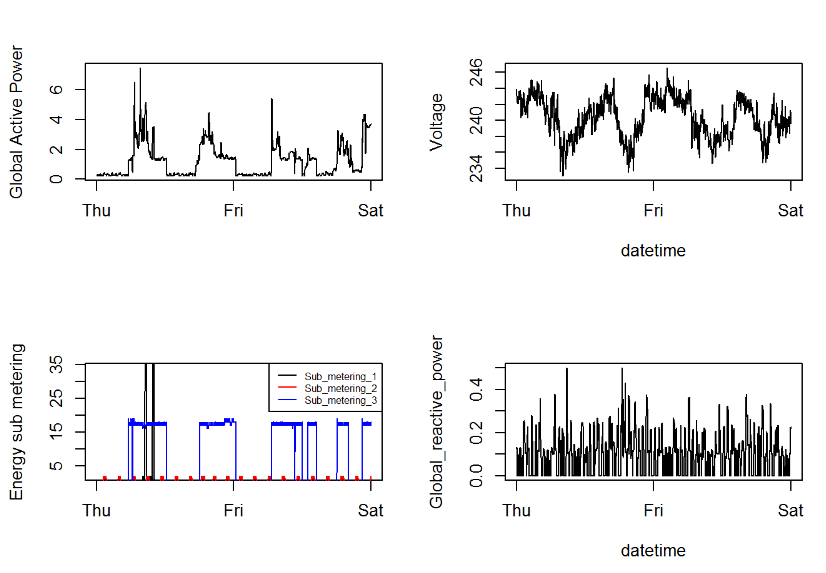 Global Active Power
6
4
2
0
Thu Fri Sat
Voltage
246
240
234
Thu Fri Sat
datetime
Energy sub metering
35
25
15
5
Sub_metering_1
Sub_metering_2
Sub_metering_3
Thu Fri Sat
Global_reactive_power
0.4
0.2
0.0
Thu Fri Sat
datetime